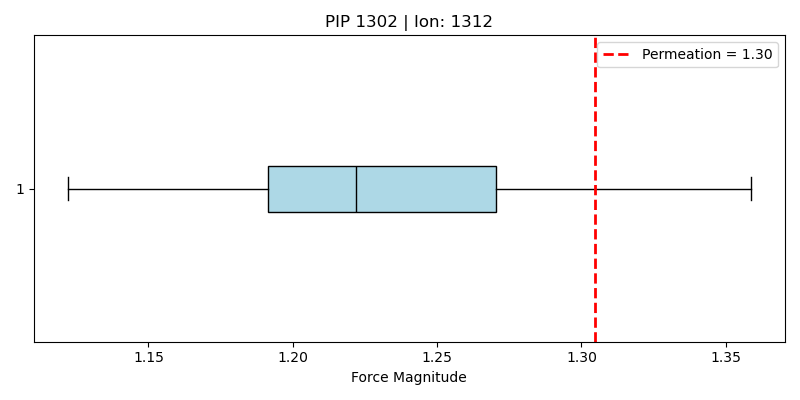 PIP 1302 | Ion: 1312
Permeation = 1.30
1
1.15 1.20 1.25 1.30 1.35
Force Magnitude